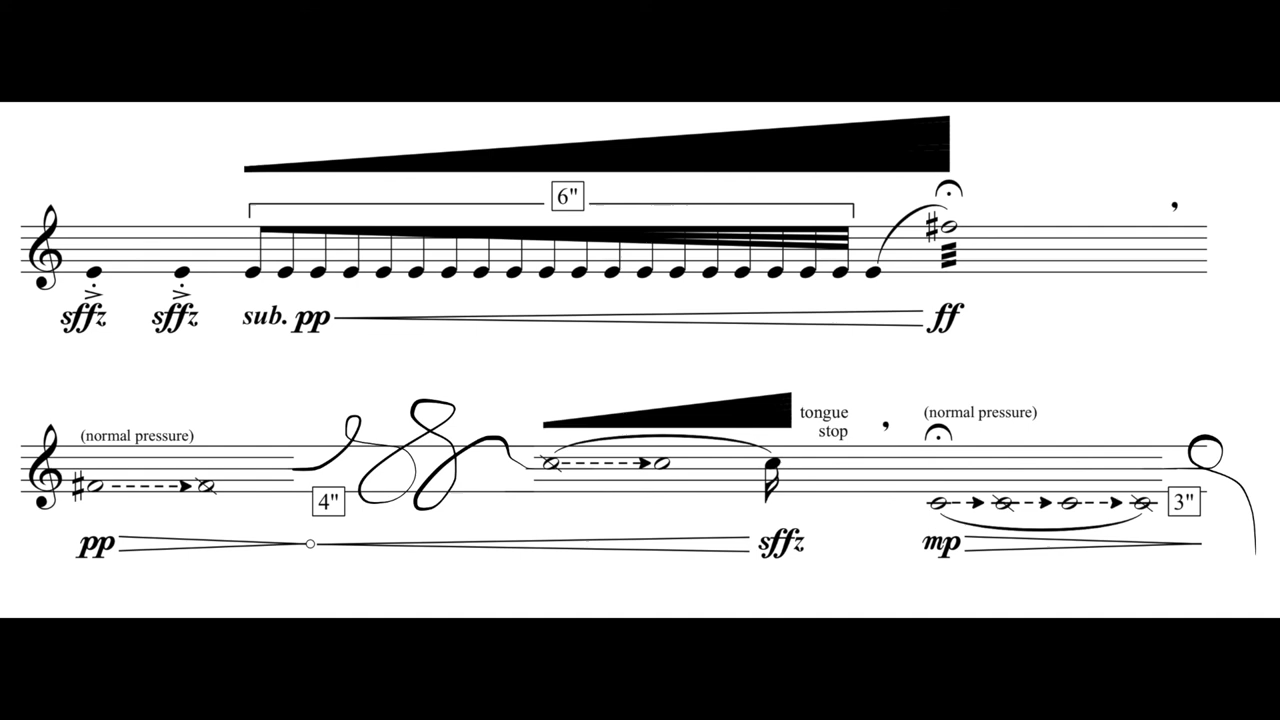 6"
sffz sffz sub. pp ff
tongue
stop
(normal pressure)
(normal pressure)
4"
3"
pp sffz mp